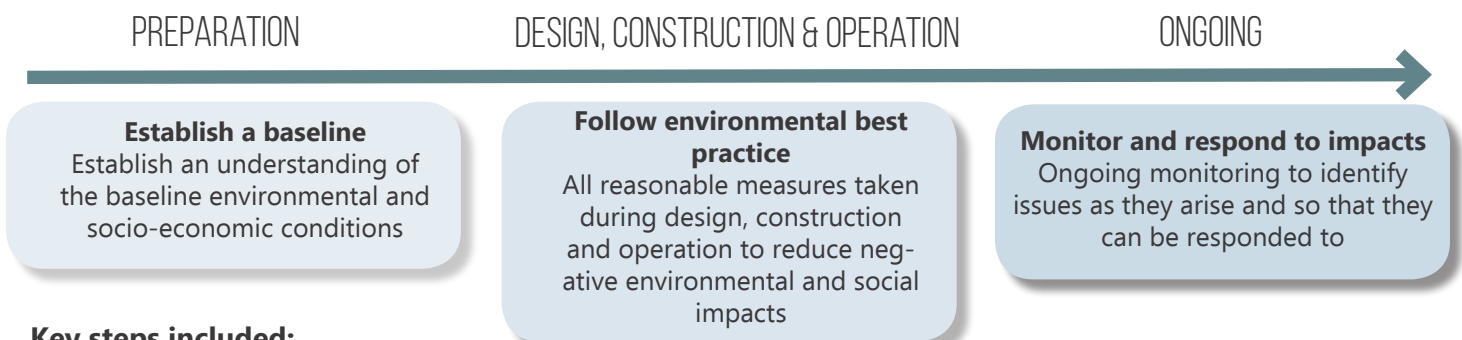 PREPARATION
DESIGN, CONSTRUCTION & OPERATION
ONGOING
Establish a baseline
Establish an understanding of
the baseline environmental and
socio-economic conditions
Follow environmental best
practice
All reasonable measures taken
during design, construction
and operation to reduce neg-
ative environmental and social
impacts
Monitor and respond to impacts
Ongoing monitoring to identify
issues as they arise and so that they
can be responded to
Key steps included: